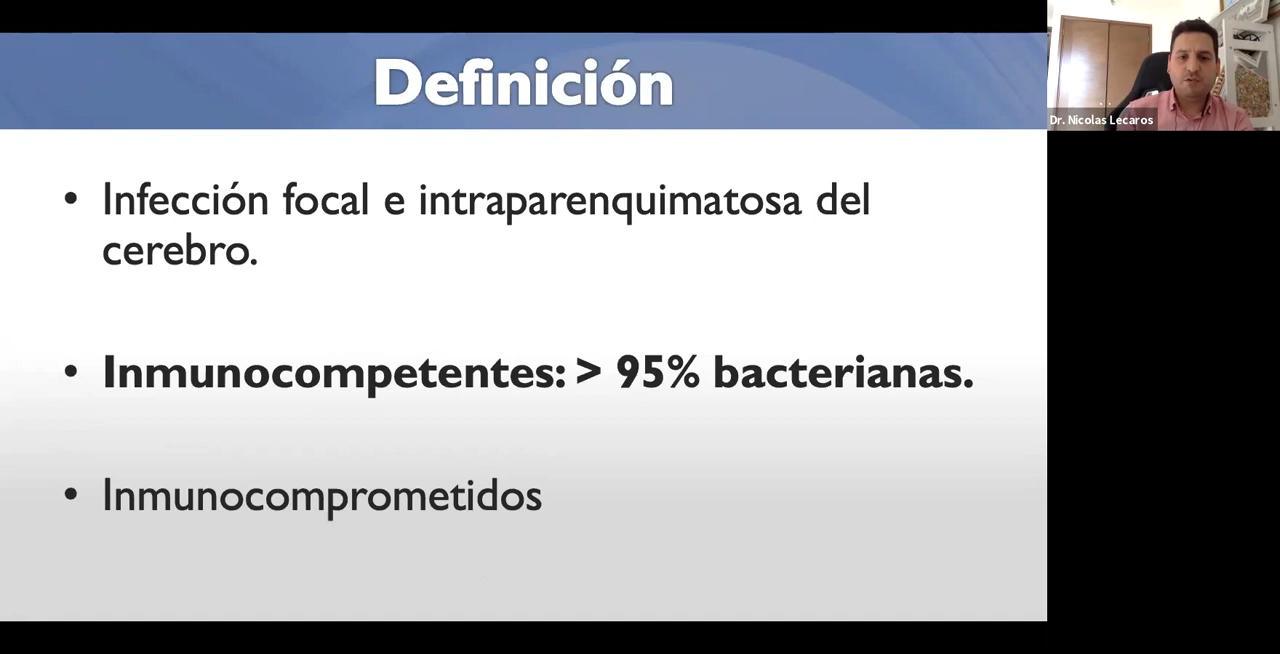 Definición
Dr. Nicolas Lecaros
• Infección focal e intraparenquimatosa del
cerebro.
• Inmunocompetentes: > 95% bacterianas.
• Inmunocomprometidos